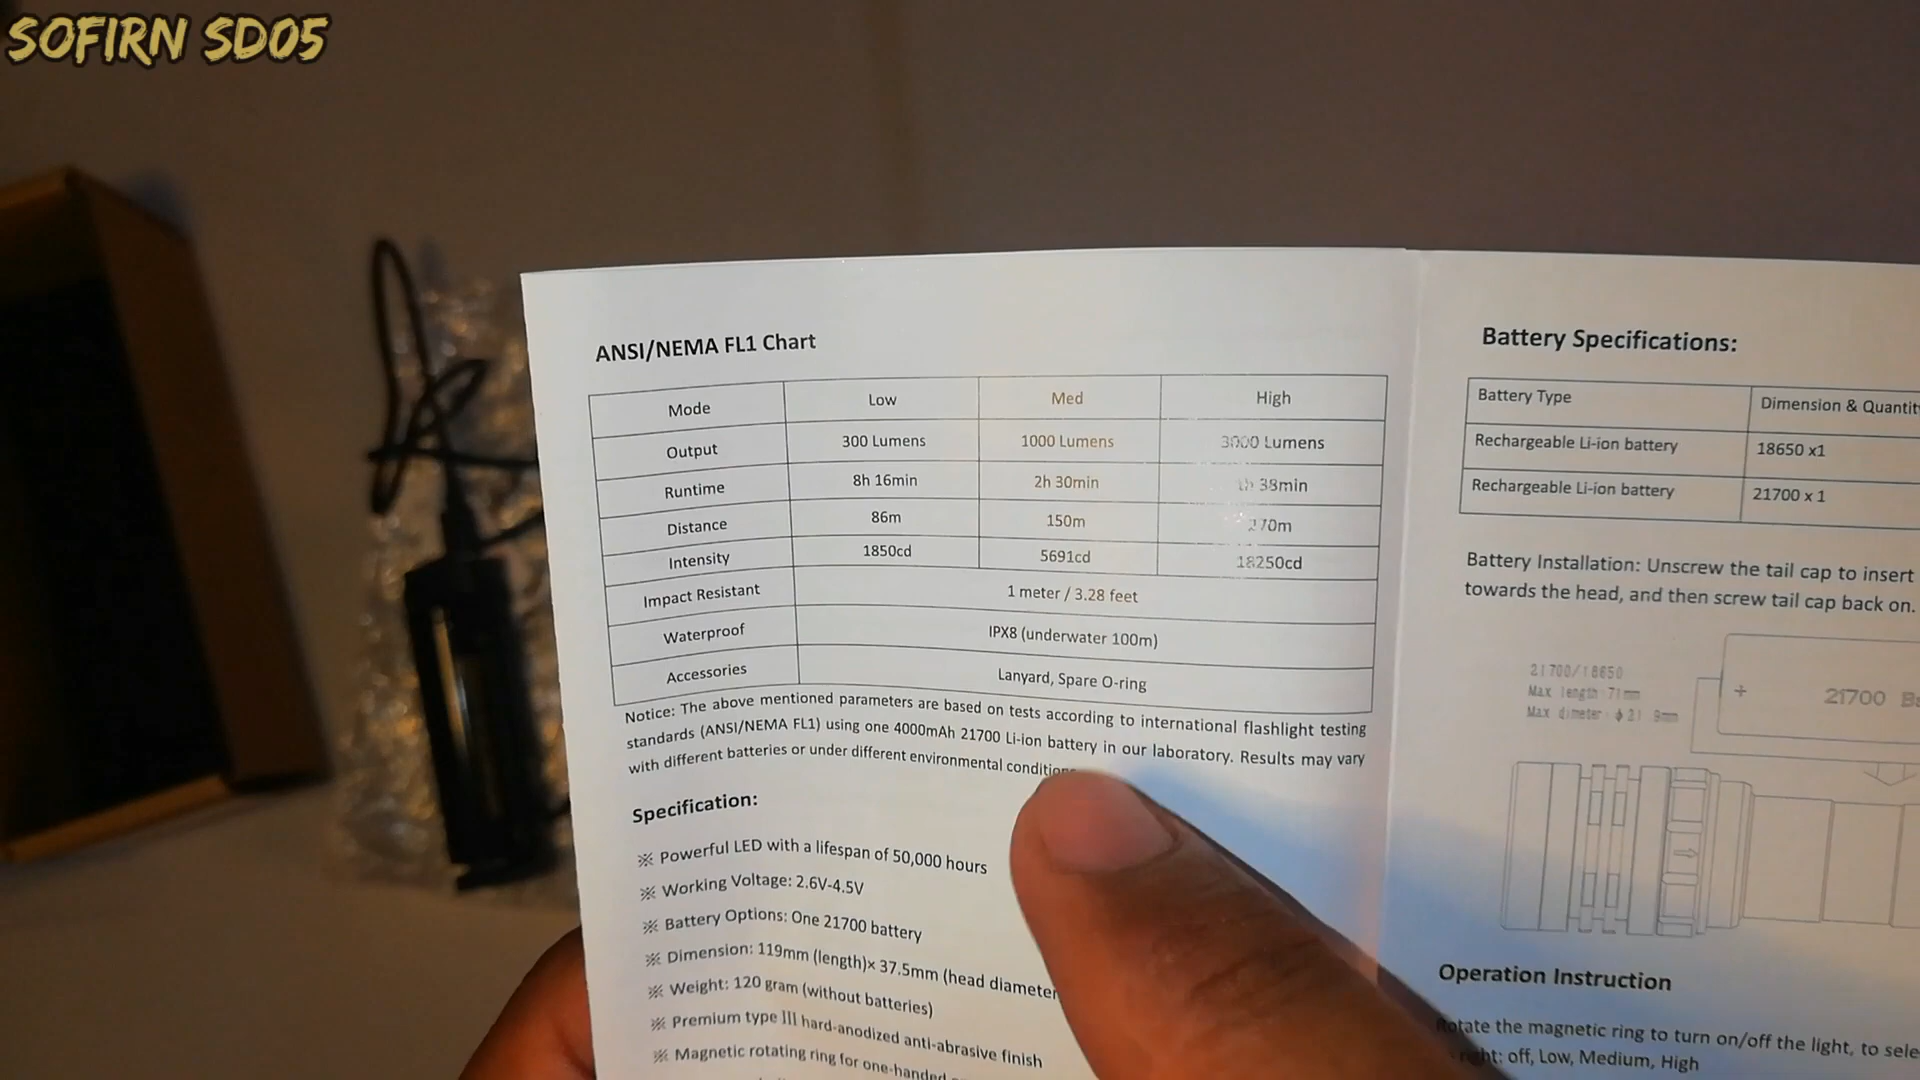 SOFIRN SD05
ANSI/NEMA FL1 Chart
Mode Low Med High
Output 300 Lumens 1000 Lumens 3000 Lumens
Runtime 8h 16min 2h 30min 1h 38min
Distance 86m 150m 270m
Intensity 1850cd 5691cd 18250cd
Impact Resistant 1 meter / 3.28 feet
Waterproof IPX8 (underwater 100m)
Accessories Lanyard, Spare O-ring
Notice: The above mentioned parameters are based on tests according to international flashlight testing
standards (ANSI/NEMA FL1) using one 4000mAh 21700 Li-ion battery in our laboratory. Results may vary
with different batteries or under different environmental
Specification:
※ Powerful LED with a lifespan of 50,000 hours
※ Working Voltage: 2.6V-4.5V
※ Battery Options: One 21700 battery
※ Dimension: 119mm (length)× 37.5mm (head diameter
※ Weight: 120 gram (without batteries)
※ Premium type III hard-anodized anti-abrasive finish
※ Magnetic rotating ring for one-handed
Battery Specifications:
Battery Type Dimension & Quantity
Rechargeable Li-ion battery 18650 x1
Rechargeable Li-ion battery 21700 x 1
Battery Installation: Unscrew the tail cap to insert
towards the head, and then screw tail cap back on.
21700/18650
Max length 71mm
Max dimeter: ϕ21.9mm
+ 21700
Operation Instruction
Rotate the magnetic ring to turn on/off the light, to
off, Low, Medium, High